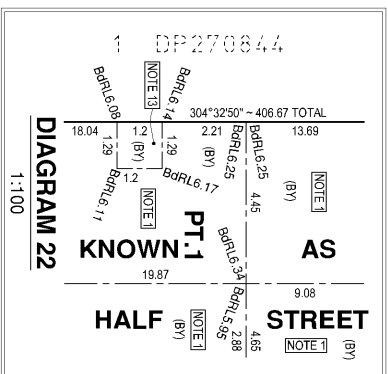 1 DP270844
NOTE 13
BdRL6.08
BdRL6.14
304°32'50" ~ 406.67 TOTAL
18.04
1.2
2.21
13.69
1.29
(BY)
1.29
(BY)
BdRL6.25
BdRL6.25
1.2
BdRL6.11
BdRL6.17
NOTE 1
4.45
(BY)
NOTE 1
DIAGRAM 22
1:100
PT.1
KNOWN
AS
BdRL6.34
19.87
9.08
BdRL5.95
HALF
STREET
(BY)
NOTE 1
2.88
4.65
NOTE 1
(BY)